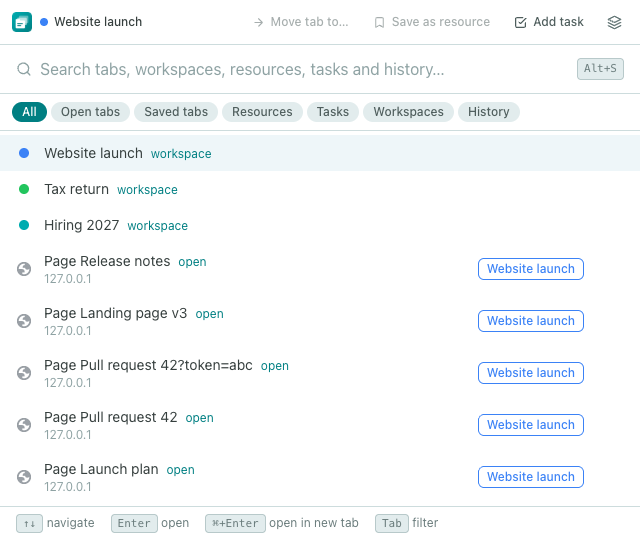 Website launch Move tab to... Save as resource Add task
Search tabs, workspaces, resources, tasks and history... Alt+S
All Open tabs Saved tabs Resources Tasks Workspaces History
Website launch workspace
Tax return workspace
Hiring 2027 workspace
Page Release notes open
127.0.0.1
Website launch
Page Landing page v3 open
127.0.0.1
Website launch
Page Pull request 42?token=abc open
127.0.0.1
Website launch
Page Pull request 42 open
127.0.0.1
Website launch
Page Launch plan open
127.0.0.1
Website launch
↑↓ navigate Enter open ⌘+Enter open in new tab Tab filter